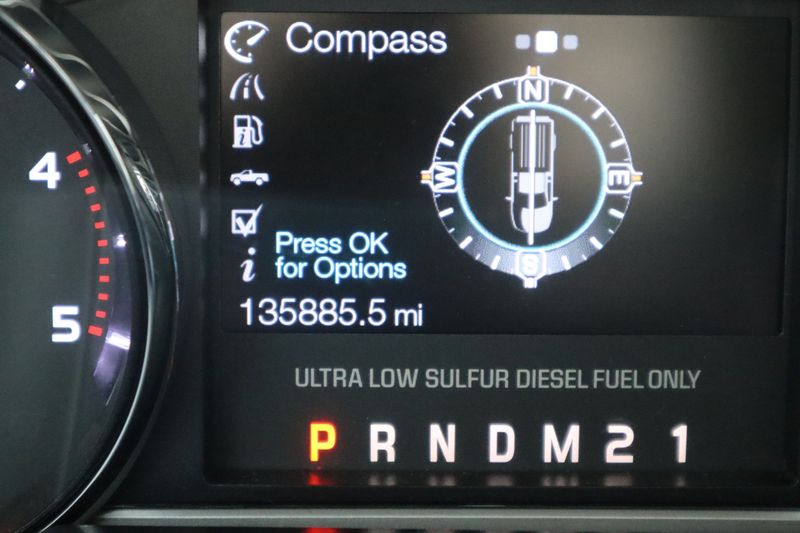 Compass
N
W
E
S
4
5
i
Press OK
for Options
i
135885.5 mi
ULTRA LOW SULFUR DIESEL FUEL ONLY
P R N D M 2 1